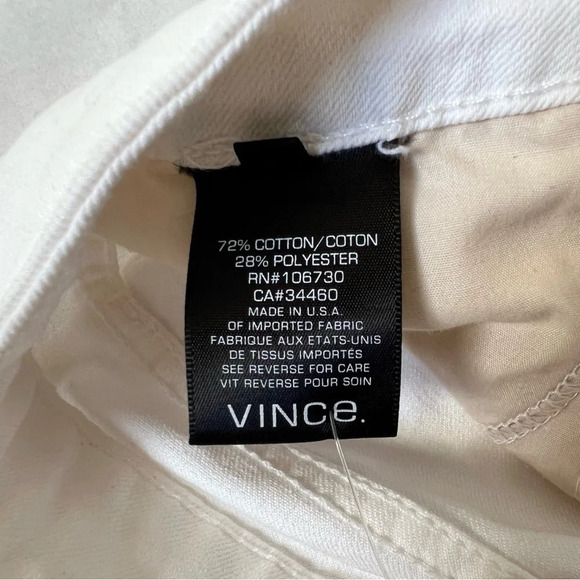 72% COTTON/COTON
28% POLYESTER
RN#106730
CA#34460
MADE IN U.S.A.
OF IMPORTED FABRIC
FABRIQUE AUX ETATS-UNIS
DE TISSUS IMPORTÉS
SEE REVERSE FOR CARE
VIT REVERSE POUR SOIN
VINCe.